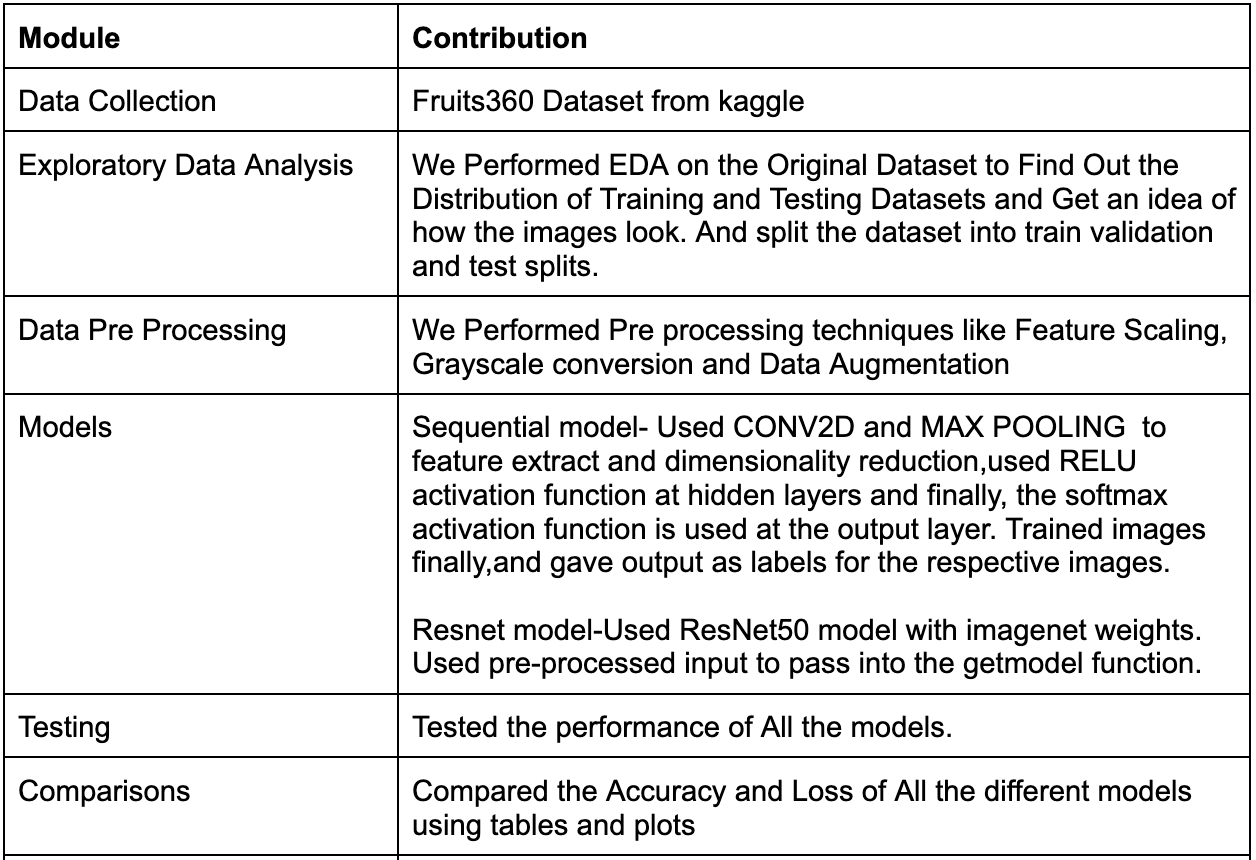 Module
Contribution
Data Collection
Fruits360 Dataset from kaggle
Exploratory Data Analysis
We Performed EDA on the Original Dataset to Find Out the
Distribution of Training and Testing Datasets and Get an idea of
how the images look. And split the dataset into train validation
and test splits.
Data Pre Processing
We Performed Pre processing techniques like Feature Scaling,
Grayscale conversion and Data Augmentation
Models
Sequential model- Used CONV2D and MAX POOLING  to
feature extract and dimensionality reduction,used RELU
activation function at hidden layers and finally, the softmax
activation function is used at the output layer. Trained images
finally,and gave output as labels for the respective images.
Resnet model-Used ResNet50 model with imagenet weights.
Used pre-processed input to pass into the getmodel function.
Testing
Tested the performance of All the models.
Comparisons
Compared the Accuracy and Loss of All the different models
using tables and plots